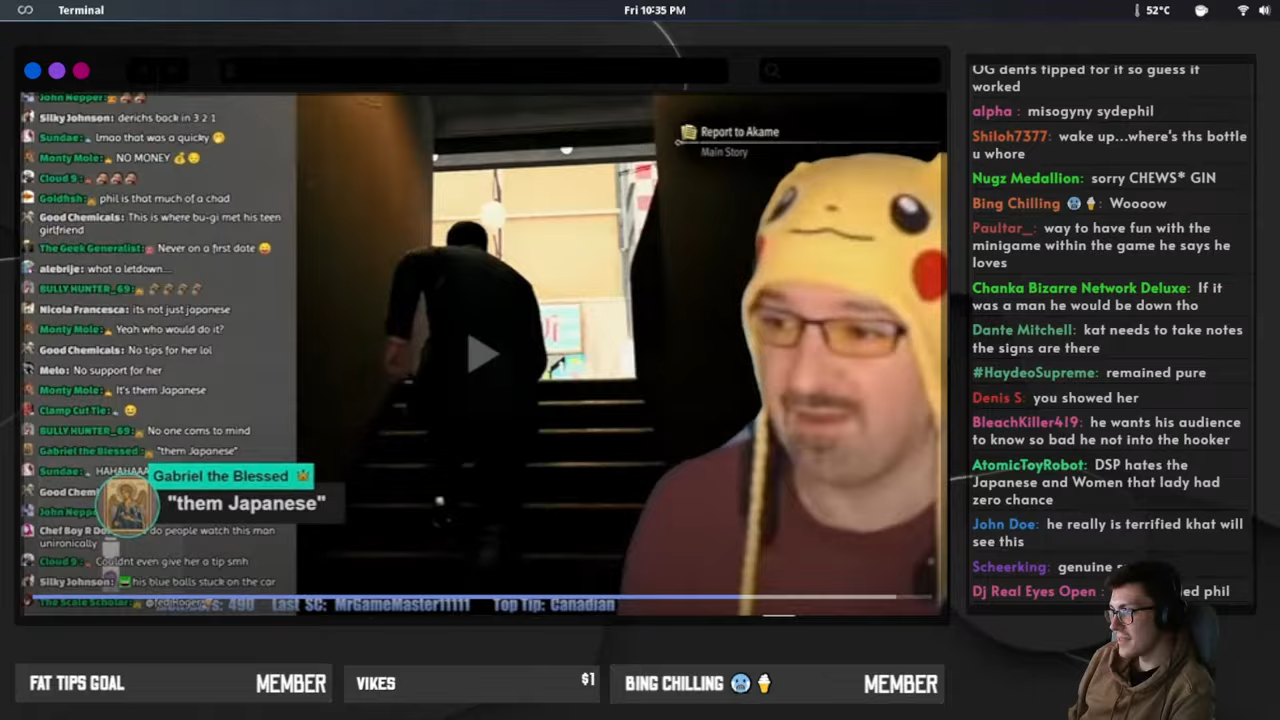 Terminal
Fri 10:35 PM
52°C
John Nepper:
Silky Johnson: derichs back in 3 2 1
Sundae: lmao that was a quicky
Monty Mole: NO MONEY
Cloud 9:
Goldfish: phil is that much of a chad
Good Chemicals: This is where bu-gi met his teen
girlfriend
The Geek Generalist: Never on a first date
alebrije: what a letdown...
BULLY HUNTER_69:
Nicola Francesca: its not just japanese
Monty Mole: Yeah who would do it?
Good Chemicals: No tips for her lol
Melo: No support for her
Monty Mole: It's them Japanese
Clamp Cut Tie:
BULLY HUNTER_69: No one coms to mind
Gabriel the Blessed: "them Japanese"
Sundae: HAHAHAAA
Good Chem
John Neppe
Chef Boy R Do do people watch this man
unironically
Cloud 9: Couldnt even give her a tip smh
Silky Johnson: his blue balls stuck on the car
The Scale Scholar:
Gabriel the Blessed
"them Japanese"
Report to Akame
Main Story
490 Last SC: MrGameMaster11111 Top Tip: Canadian
OG dents tipped for it so guess it
worked
alpha : misogyny sydephil
Shiloh7377: wake up...where's ths bottle
u whore
Nugz Medallion: sorry CHEWS* GIN
Bing Chilling 🥶🍦: Wooooow
Paultar_: way to have fun with the
minigame within the game he says he
loves
Chanka Bizarre Network Deluxe: If it
was a man he would be down tho
Dante Mitchell: kat needs to take notes
the signs are there
#HaydeoSupreme: remained pure
Denis S: you showed her
BleachKiller419: he wants his audience
to know so bad he not into the hooker
AtomicToyRobot: DSP hates the
Japanese and Women that lady had
zero chance
John Doe: he really is terrified khat will
see this
Scheerking: genuine
Dj Real Eyes Open : ed phil
FAT TIPS GOAL MEMBER
VIKES $1
BING CHILLING 🥶🍦 MEMBER